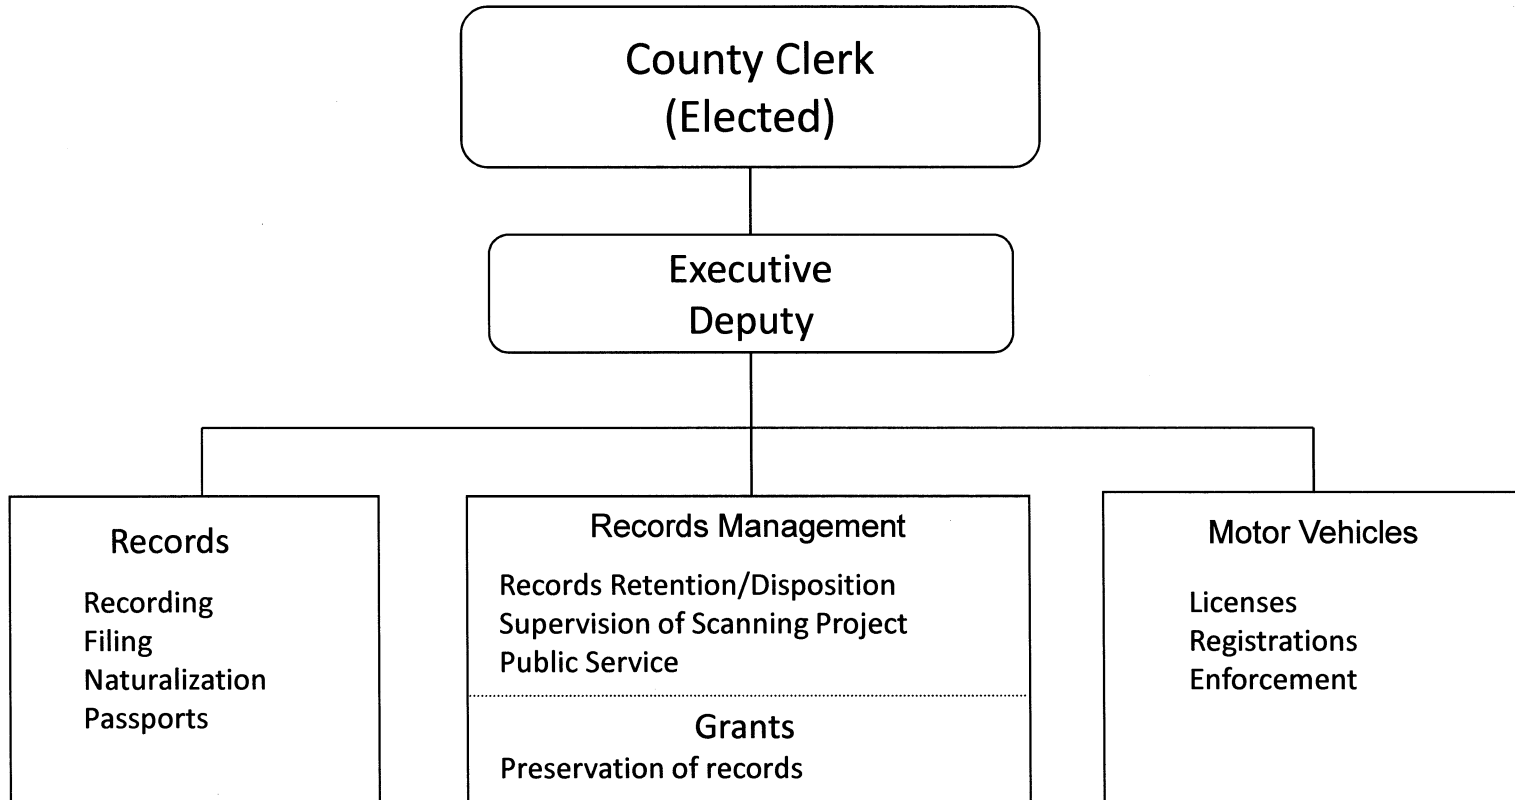 County Clerk
(Elected)
Executive
Deputy
Records
Recording
Filing
Naturalization
Passports
Records Management
Records Retention/Disposition
Supervision of Scanning Project
Public Service
Grants
Preservation of records
Motor Vehicles
Licenses
Registrations
Enforcement